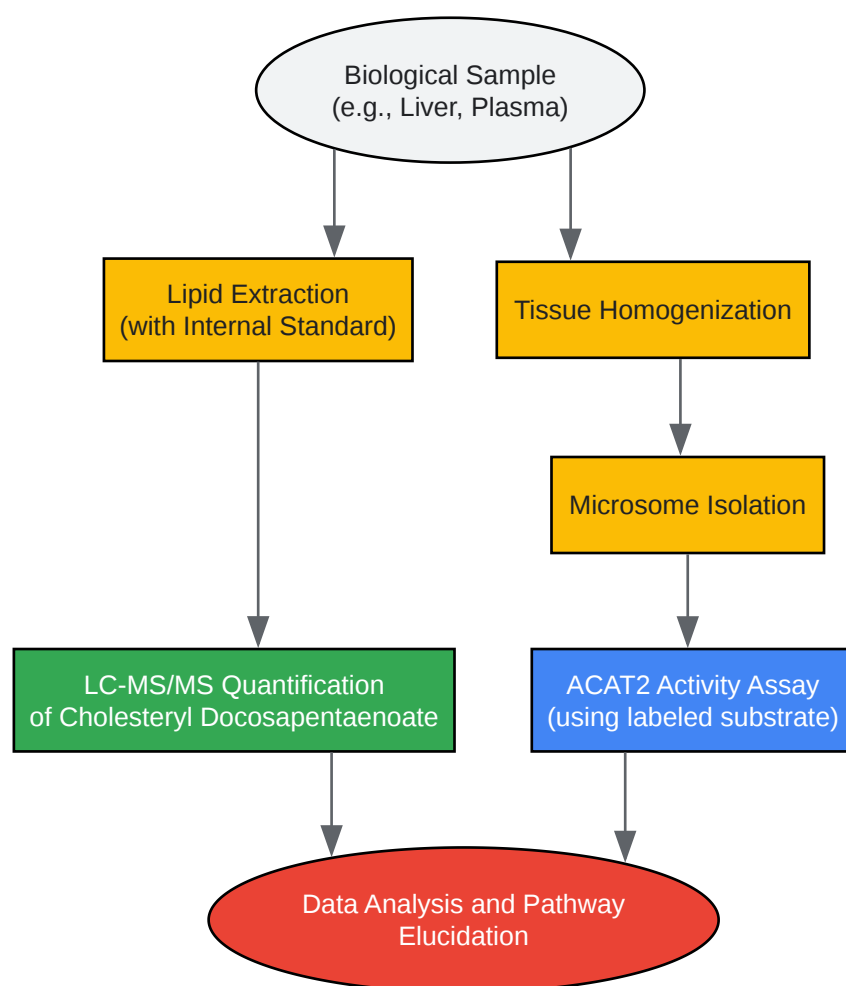 Biological Sample
(e.g., Liver, Plasma)
Lipid Extraction
(with Internal Standard)
Tissue Homogenization
Microsome Isolation
LC-MS/MS Quantification
of Cholesteryl Docosapentaenoate
ACAT2 Activity Assay
(using labeled substrate)
Data Analysis and Pathway
Elucidation